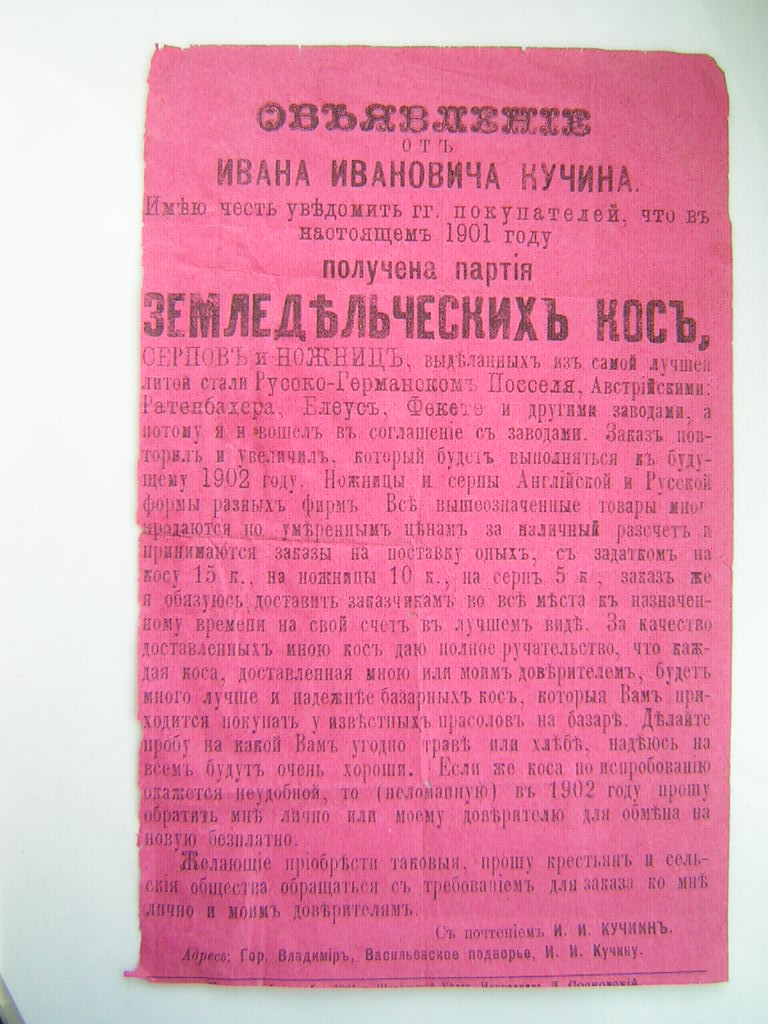 ОБЪЯВЛЕНІЕ
ОТЪ
ИВАНА ИВАНОВИЧА КУЧИНА.
Имѣю честь увѣдомить гг. покупателей, что въ
настоящемъ 1901 году
получена партія
ЗЕМЛЕДѢЛЬЧЕСКИХЪ КОСЪ,
СЕРПОВЪ и НОЖНИЦЪ, выдѣланныхъ изъ самой лучшей
литой стали Русско-Германскомъ Посселя, Австрійскими:
Ратенбахера, Блеусъ, Фекете и другими заводами, а
потому я и вошелъ въ соглашеніе съ заводами. Заказъ пов-
торилъ и увеличилъ, который будетъ выполняться къ буду-
щему 1902 году. Ножницы и серпы Англійской и Русской
формы разныхъ фирмъ Всѣ вышеозначенные товары мног
продаются по умѣреннымъ цѣнамъ за наличный разсчетъ и
принимаются заказы на поставку оныхъ, съ задаткомъ на
косу 15 к., на ножницы 10 к., на серпъ 5 к, заказъ же
я обязуюсь доставить заказчикамъ во всѣ мѣста къ назначен-
ному времени на свой счетъ въ лучшемъ видѣ. За качество
доставленныхъ мною косъ даю полное ручательство, что каж-
дая коса, доставленная мною или моимъ довѣрителемъ, будетъ
много лучше и надежнѣе базарныхъ косъ, которыя Вамъ при-
ходится покупать у извѣстныхъ прасоловъ на базарѣ. Дѣлайте
пробу на какой Вамъ угодно травѣ или хлѣбѣ, надѣюсь на
всемъ будутъ очень хороши. Если же коса по испробованію
окажется неудобной, то (неломанную) въ 1902 году прошу
обратить мнѣ лично или моему довѣрителю для обмѣна на
новую безплатно.
Желающіе пріобрѣсти таковыя, прошу крестьянъ и сель-
скія общества обращаться съ требованіемъ для заказа ко мнѣ
лично и моимъ довѣрителямъ.
Съ почтеніемъ И. И. КУЧИНЪ.
Адресъ: Гор. Владиміръ, Васильевское подворье, И. И. Кучину.